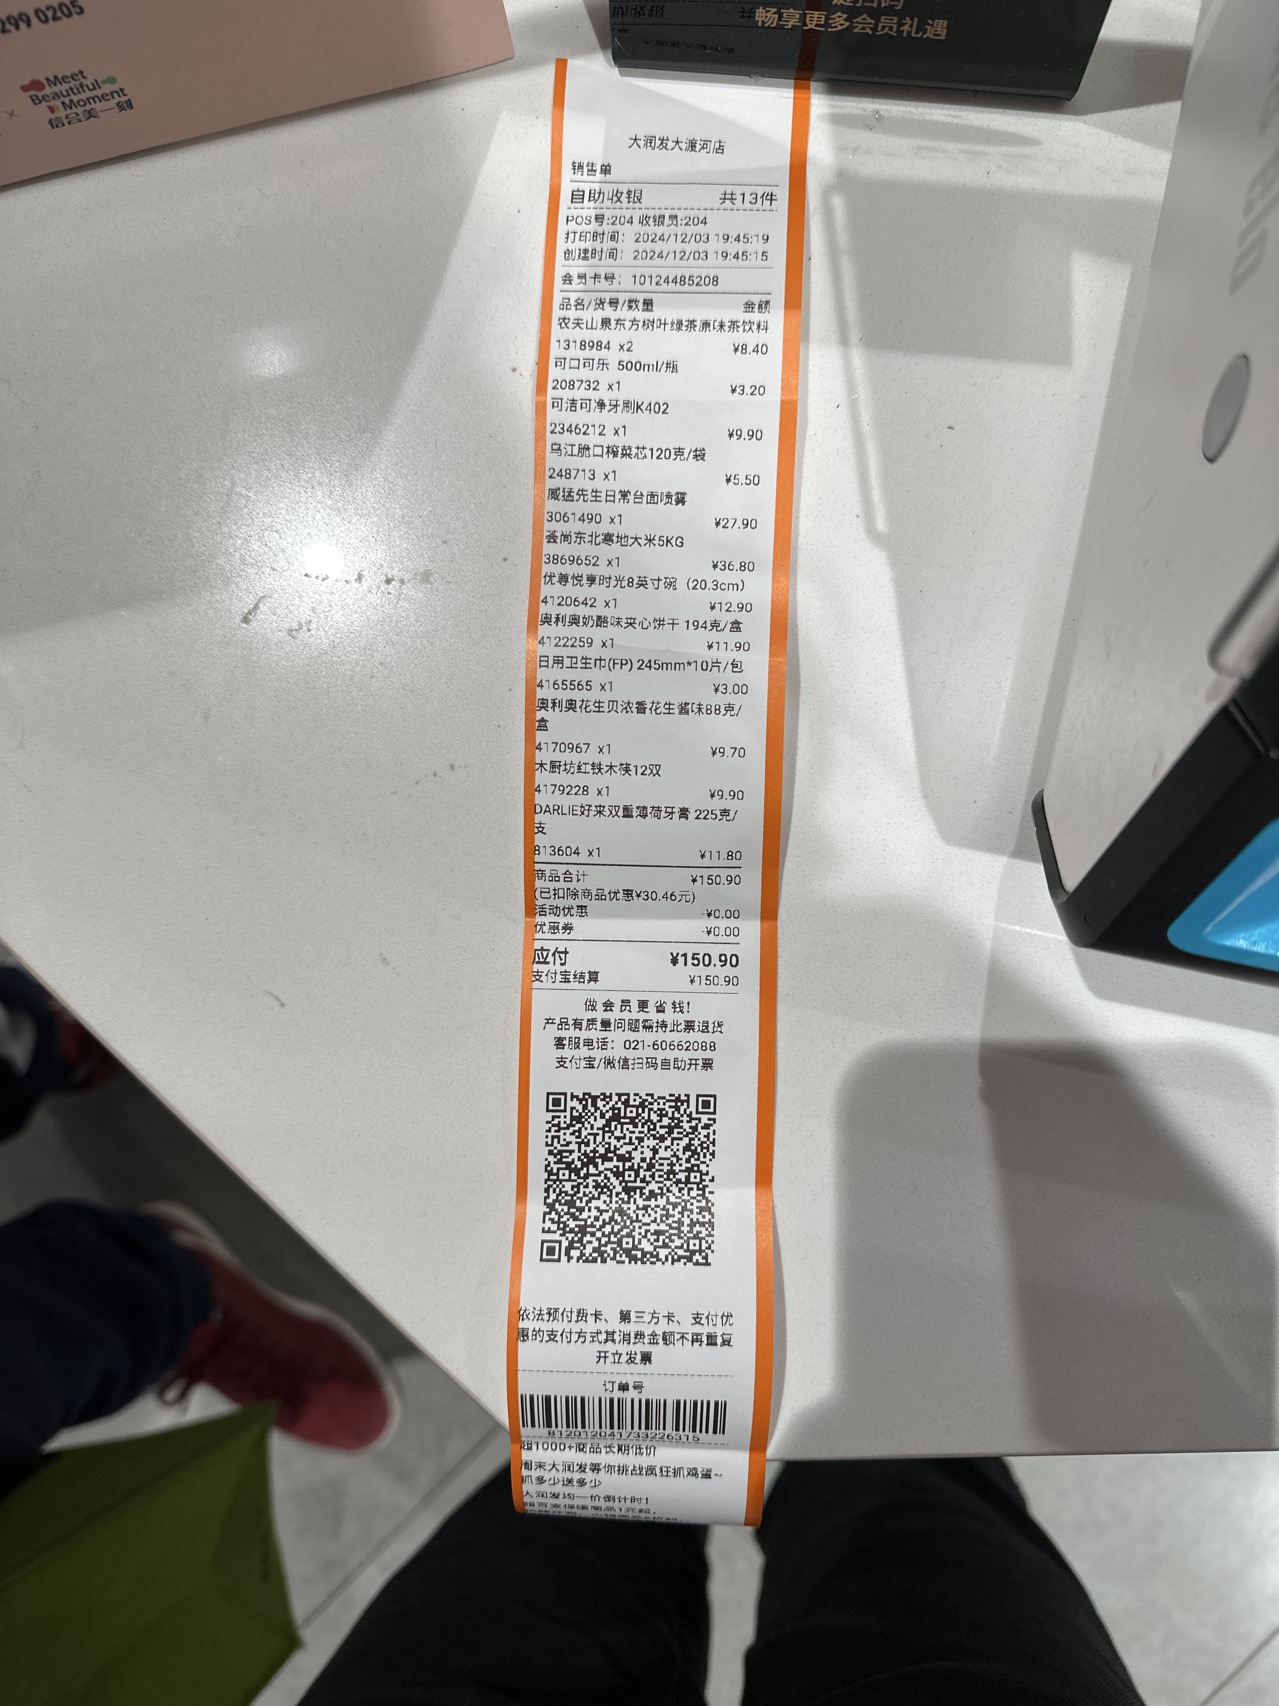 299 0205
Meet
Beautiful
Moment
×
信合美一刻
畅享更多会员礼遇
大润发大渡河店
销售单
自助收银 共13件
POS号:204 收银员:204
打印时间: 2024/12/03 19:45:19
创建时间: 2024/12/03 19:45:15
会员卡号: 10124485208
品名/货号/数量 金额
农夫山泉东方树叶绿茶原味茶饮料
1318984 x2 ¥8.40
可口可乐 500ml/瓶
208732 x1 ¥3.20
可洁可净牙刷K402
2346212 x1 ¥9.90
乌江脆口榨菜芯120克/袋
248713 x1 ¥5.50
威猛先生日常台面喷雾
3061490 x1 ¥27.90
荟尚东北寒地大米5KG
3869652 x1 ¥36.80
优尊悦享时光8英寸碗（20.3cm）
4120642 x1 ¥12.90
奥利奥奶酪味夹心饼干 194克/盒
4122259 x1 ¥11.90
日用卫生巾(FP) 245mm*10片/包
4165565 x1 ¥3.00
奥利奥花生贝浓香花生酱味88克/
盒
4170967 x1 ¥9.70
木厨坊红铁木筷12双
4179228 x1 ¥9.90
DARLIE好来双重薄荷牙膏 225克/
支
813604 x1 ¥11.80
商品合计 ¥150.90
(已扣除商品优惠¥30.46元)
活动优惠 -¥0.00
优惠券 -¥0.00
应付 ¥150.90
支付宝结算 ¥150.90
做会员更省钱!
产品有质量问题需持此票退货
客服电话: 021-60662088
支付宝/微信扫码自助开票
依法预付费卡、第三方卡、支付优
惠的支付方式其消费金额不再重复
开立发票
订单号
812012041733226315
超1000+商品长期低价
周末大润发等你挑战疯狂抓鸡蛋~
抓多少送多少
大润发均一价倒计时!